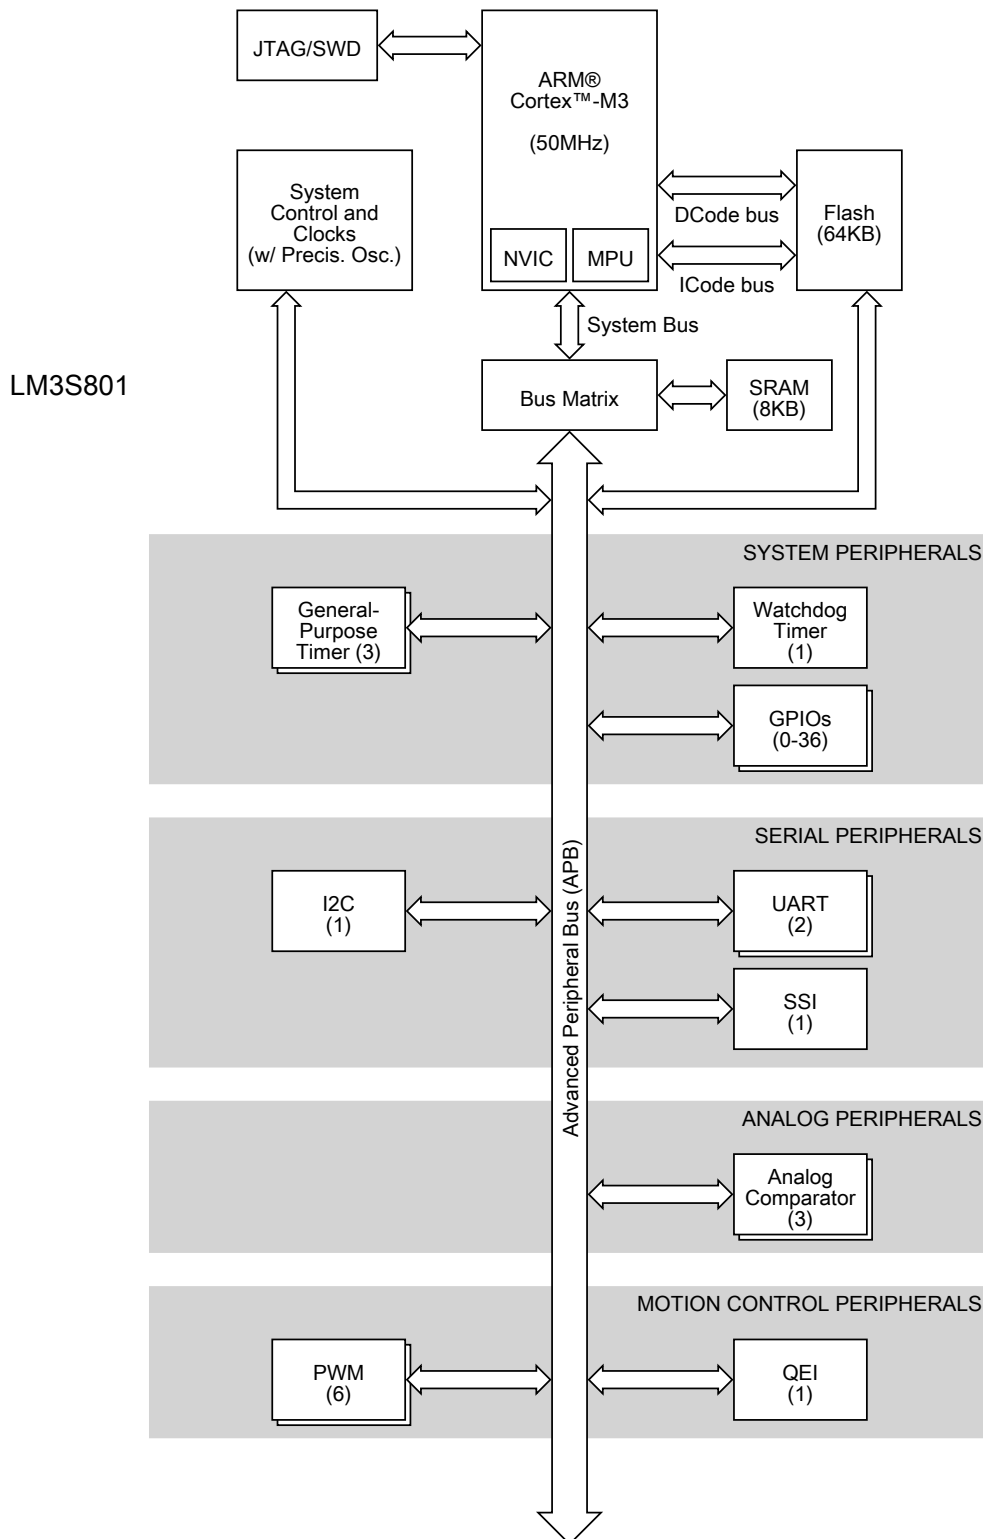 JTAG/SWD
ARM®
Cortex™-M3
(50MHz)
NVIC
MPU
System
Control and
Clocks
(w/ Precis. Osc.)
DCode bus
ICode bus
Flash
(64KB)
System Bus
LM3S801
Bus Matrix
SRAM
(8KB)
Advanced Peripheral Bus (APB)
SYSTEM PERIPHERALS
General-
Purpose
Timer (3)
Watchdog
Timer
(1)
GPIOs
(0-36)
SERIAL PERIPHERALS
I2C
(1)
UART
(2)
SSI
(1)
ANALOG PERIPHERALS
Analog
Comparator
(3)
MOTION CONTROL PERIPHERALS
PWM
(6)
QEI
(1)